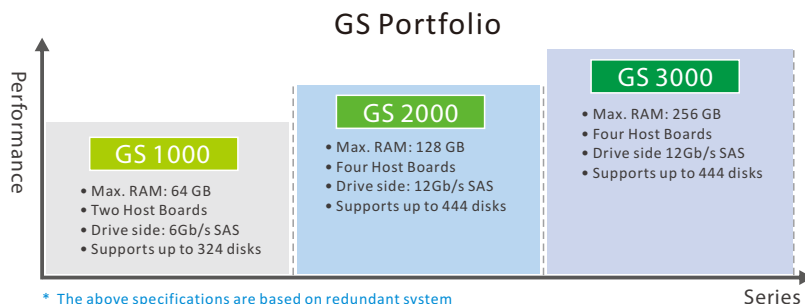 GS Portfolio
Performance
GS 1000
• Max. RAM: 64 GB
• Two Host Boards
• Drive side: 6Gb/s SAS
• Supports up to 324 disks
GS 2000
• Max. RAM: 128 GB
• Four Host Boards
• Drive side: 12Gb/s SAS
• Supports up to 444 disks
GS 3000
• Max. RAM: 256 GB
• Four Host Boards
• Drive side 12Gb/s SAS
• Supports up to 444 disks
Series
* The above specifications are based on redundant system